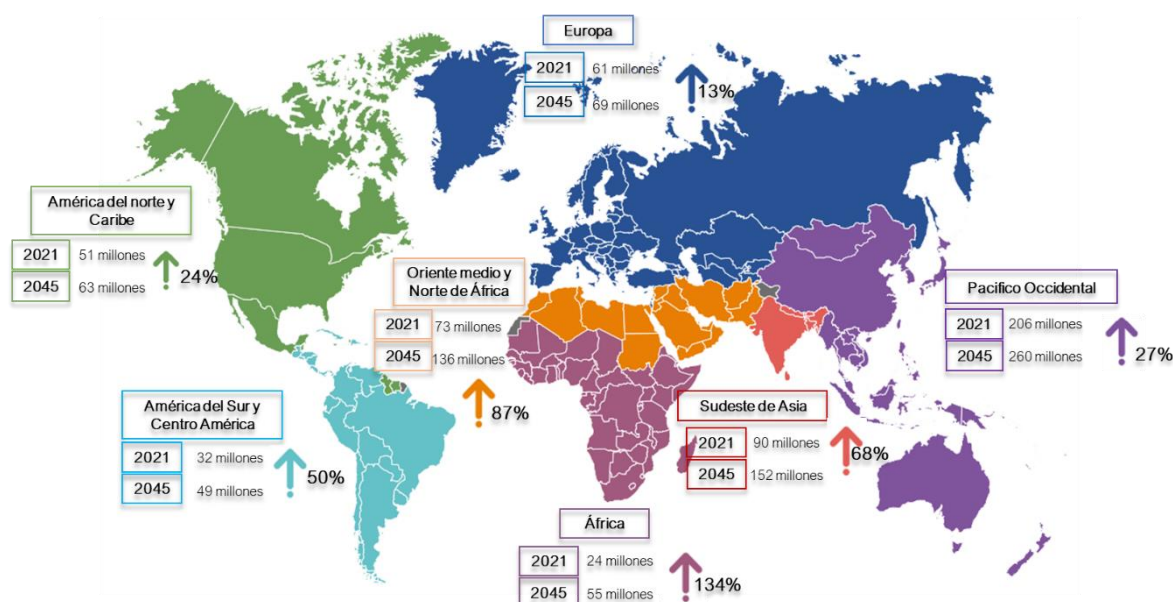 Europa
2021 61 millones
13%
2045 69 millones
América del norte y
Caribe
2021 51 millones
24%
2045 63 millones
Oriente medio y
Norte de África
2021 73 millones
2045 136 millones
87%
Pacifico Occidental
2021 206 millones
27%
2045 260 millones
América del Sur y
Centro América
2021 32 millones
50%
2045 49 millones
Sudeste de Asia
2021 90 millones
68%
2045 152 millones
África
2021 24 millones
134%
2045 55 millones